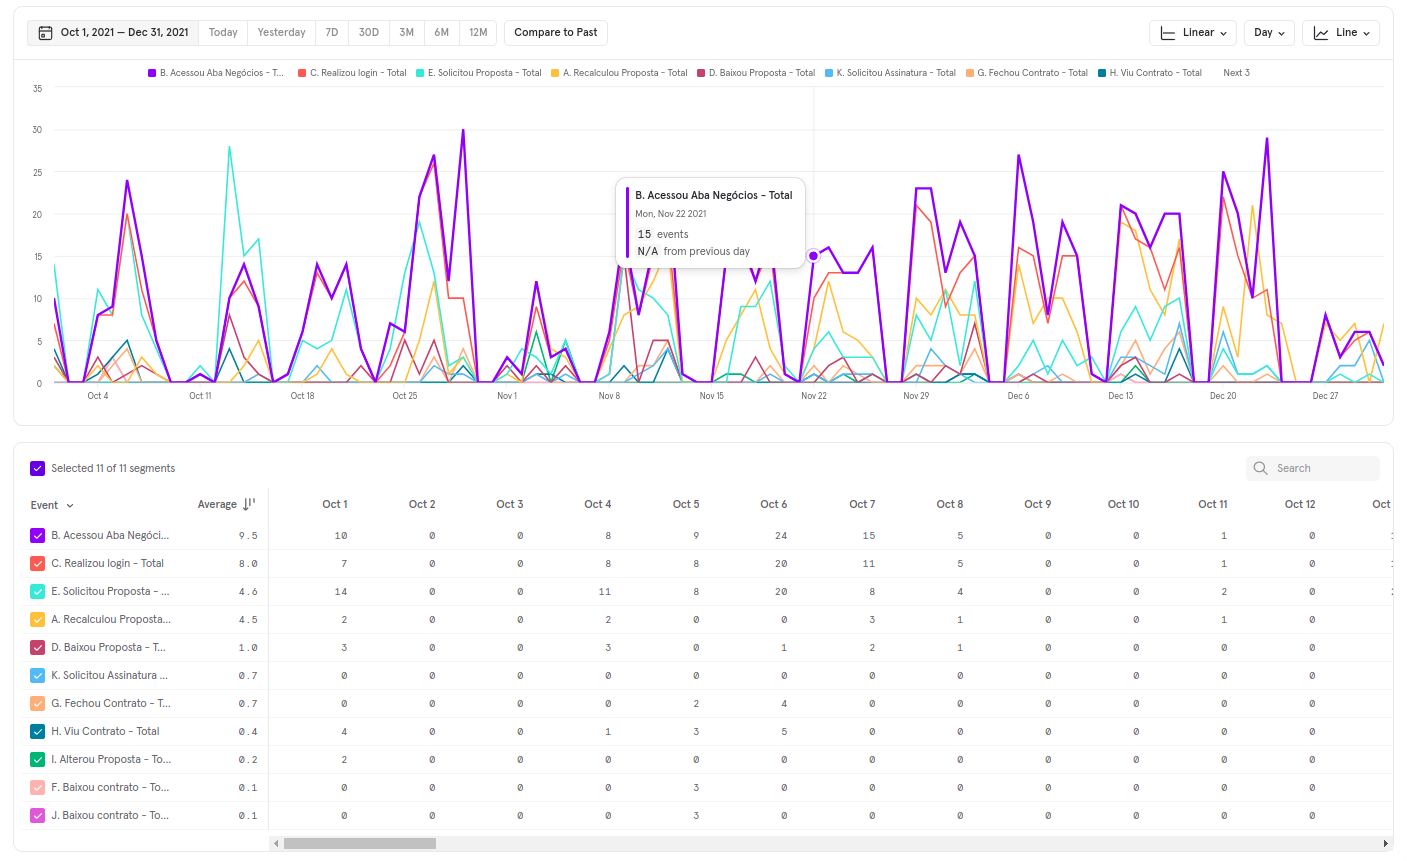 Oct 1, 2021 — Dec 31, 2021 Today Yesterday 7D 30D 3M 6M 12M Compare to Past Linear Day Line
B. Acessou Aba Negócios - T... C. Realizou login - Total E. Solicitou Proposta - Total A. Recalculou Proposta - Total D. Baixou Proposta - Total K. Solicitou Assinatura - Total G. Fechou Contrato - Total H. Viu Contrato - Total Next 3
35
30
25
20
15
10
5
0
B. Acessou Aba Negócios - Total
Mon, Nov 22 2021
15 events
N/A from previous day
Oct 4 Oct 11 Oct 18 Oct 25 Nov 1 Nov 8 Nov 15 Nov 22 Nov 29 Dec 6 Dec 13 Dec 20 Dec 27
Selected 11 of 11 segments Search
Event Average Oct 1 Oct 2 Oct 3 Oct 4 Oct 5 Oct 6 Oct 7 Oct 8 Oct 9 Oct 10 Oct 11 Oct 12 Oct
B. Acessou Aba Negóci... 9.5 10 0 0 8 9 24 15 5 0 0 1 0
C. Realizou login - Total 8.0 7 0 0 8 8 20 11 5 0 0 1 0
E. Solicitou Proposta - ... 4.6 14 0 0 11 8 20 8 4 0 0 2 0
A. Recalculou Proposta... 4.5 2 0 0 2 0 0 3 1 0 0 1 0
D. Baixou Proposta - T... 1.0 3 0 0 3 0 1 2 1 0 0 0 0
K. Solicitou Assinatura ... 0.7 0 0 0 0 0 0 0 0 0 0 0 0
G. Fechou Contrato - T... 0.7 0 0 0 0 2 4 0 0 0 0 0 0
H. Viu Contrato - Total 0.4 4 0 0 1 3 5 0 0 0 0 0 0
I. Alterou Proposta - To... 0.2 2 0 0 0 0 0 0 0 0 0 0 0
F. Baixou contrato - To... 0.1 0 0 0 0 3 0 0 0 0 0 0 0
J. Baixou contrato - To... 0.1 0 0 0 0 3 0 0 0 0 0 0 0